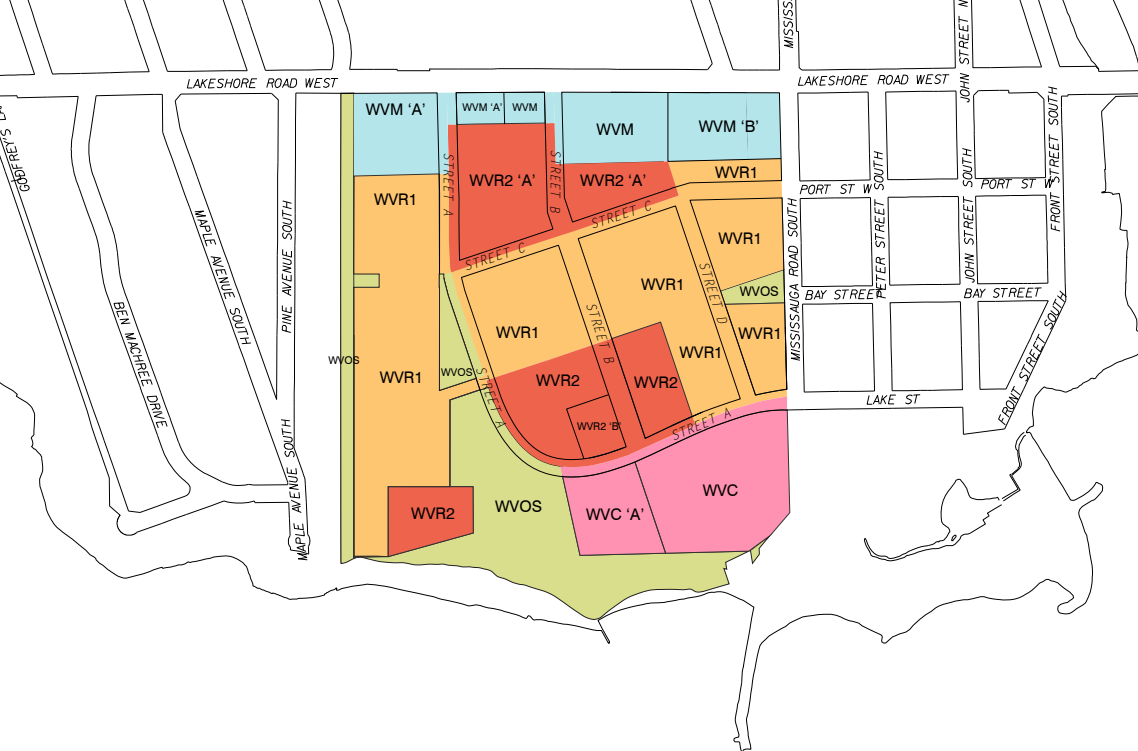 MISSISS
JOHN STREET N
LAKESHORE ROAD WEST
LAKESHORE ROAD WEST
WVM ‘A’
WVM ‘A’
WVM
WVM
WVM ‘B’
GODFREY'S LA
STREET A
WVR2 ‘A’
STREET B
WVR2 ‘A’
WVR1
PORT ST W
PORT ST W
FRONT STREET SOUTH
WVR1
MAPLE AVENUE SOUTH
PINE AVENUE SOUTH
STREET C
STREET C
WVR1
MISSISSAUGA ROAD SOUTH
PETER STREET SOUTH
JOHN STREET SOUTH
STREET D
WVR1
WVOS
BAY STREET
BAY STREET
BEN MACHREE DRIVE
WVR1
STREET B
WVR1
WVR1
WVOS
WVR1
WVOS
WVR2
WVR2
STREET A
FRONT STREET SOUTH
LAKE ST
WVR2 ‘B’
STREET A
MAPLE AVENUE SOUTH
WVR2
WVOS
WVC ‘A’
WVC